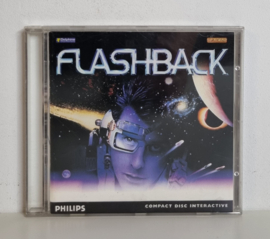 FLASHBACK
PHILIPS
COMPACT DISC INTERACTIVE